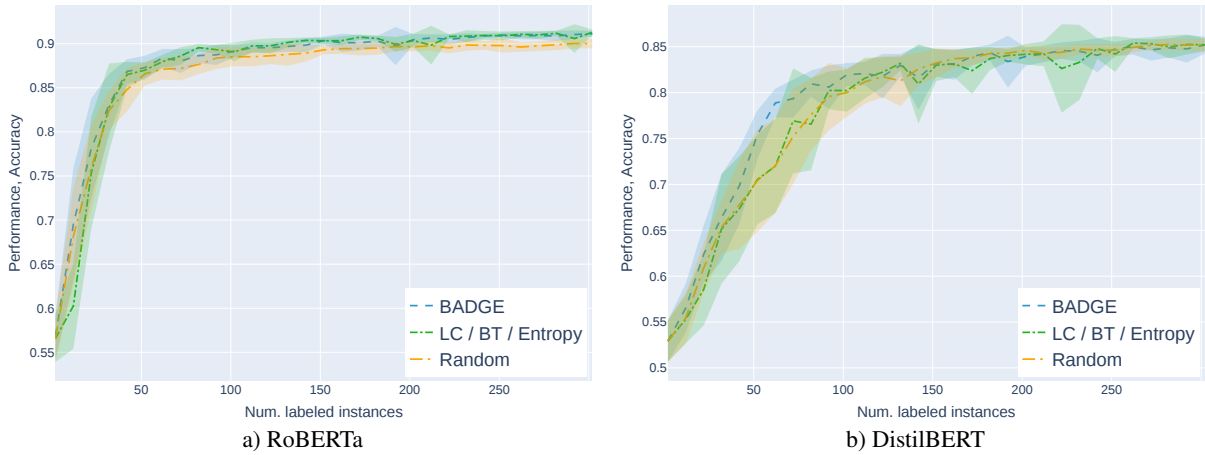 0.9
0.85
0.8
0.75
0.7
0.65
0.6
0.55
Performance, Accuracy
50 100 150 200 250
Num. labeled instances
BADGE
LC / BT / Entropy
Random
a) RoBERTa
0.85
0.8
0.75
0.7
0.65
0.6
0.55
0.5
Performance, Accuracy
50 100 150 200 250
Num. labeled instances
BADGE
LC / BT / Entropy
Random
b) DistilBERT